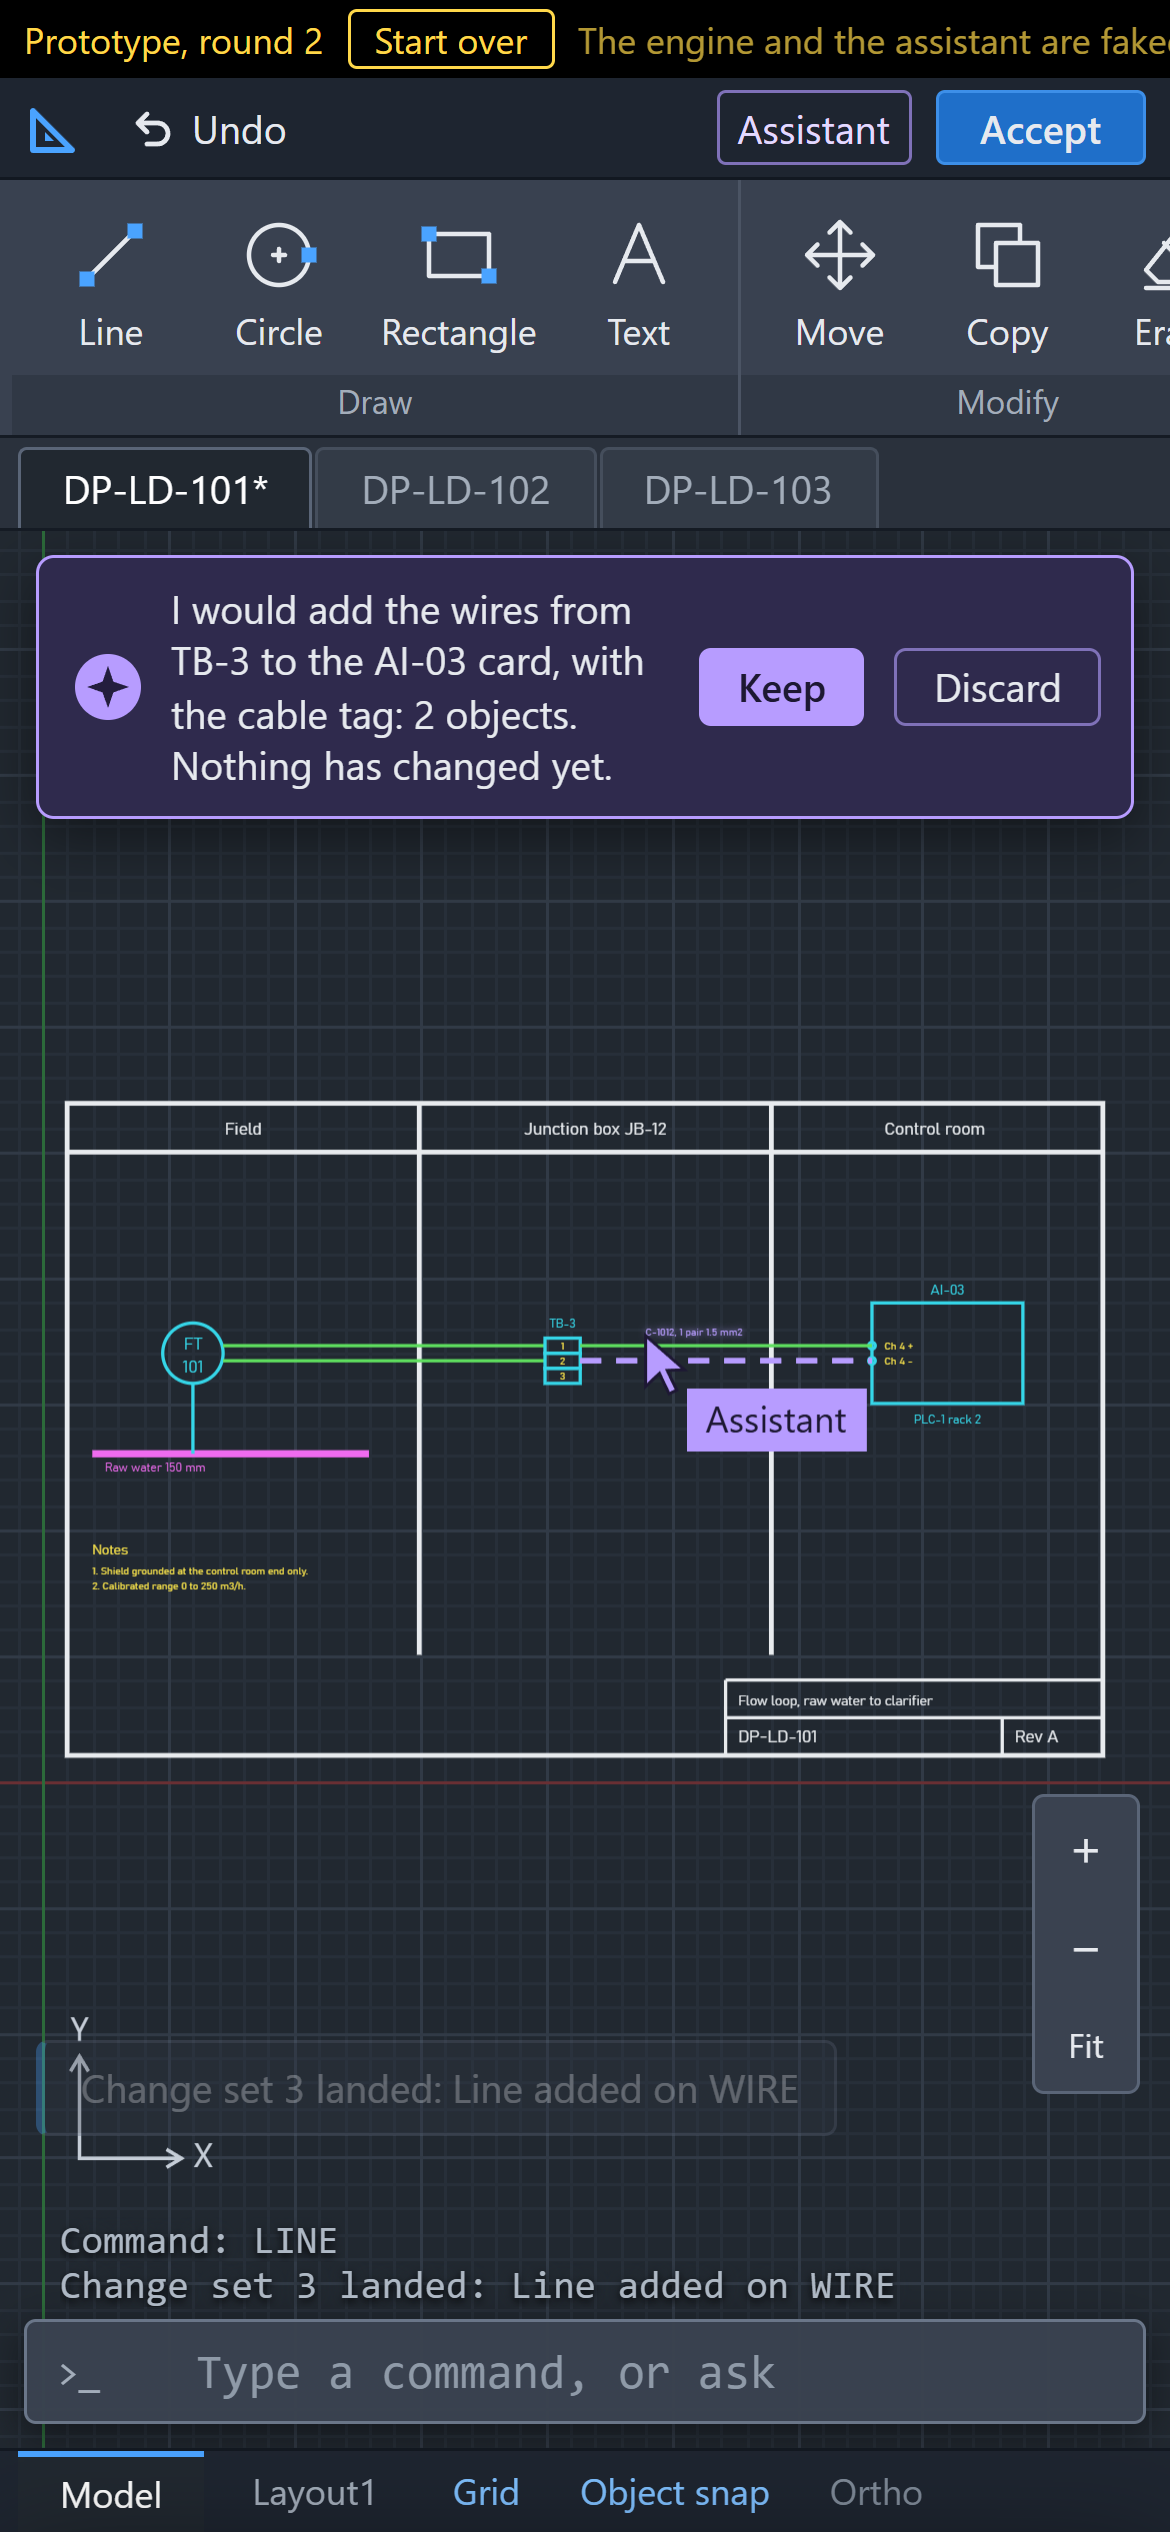 Prototype, round 2
Start over
The engine and the assistant are
Undo
Assistant
Accept
Line
Circle
Rectangle
Text
Move
Copy
Draw
Modify
DP-LD-101*
DP-LD-102
DP-LD-103
I would add the wires from
TB-3 to the AI-03 card, with
the cable tag: 2 objects.
Nothing has changed yet.
Keep
Discard
Field
Junction box JB-12
Control room
AI-03
TB-3
C-1012, 1 pair 1.5 mm2
FT
101
1
2
3
Ch 4 +
Ch 4 -
Assistant
PLC-1 rack 2
Raw water 150 mm
Notes
1. Shield grounded at the control room end only.
2. Calibrated range 0 to 250 m3/h.
Flow loop, raw water to clarifier
DP-LD-101
Rev A
+
−
Fit
Y
Change set 3 landed: Line added on WIRE
X
Command: LINE
Change set 3 landed: Line added on WIRE
>_
Type a command, or ask
Model
Layout1
Grid
Object snap
Ortho